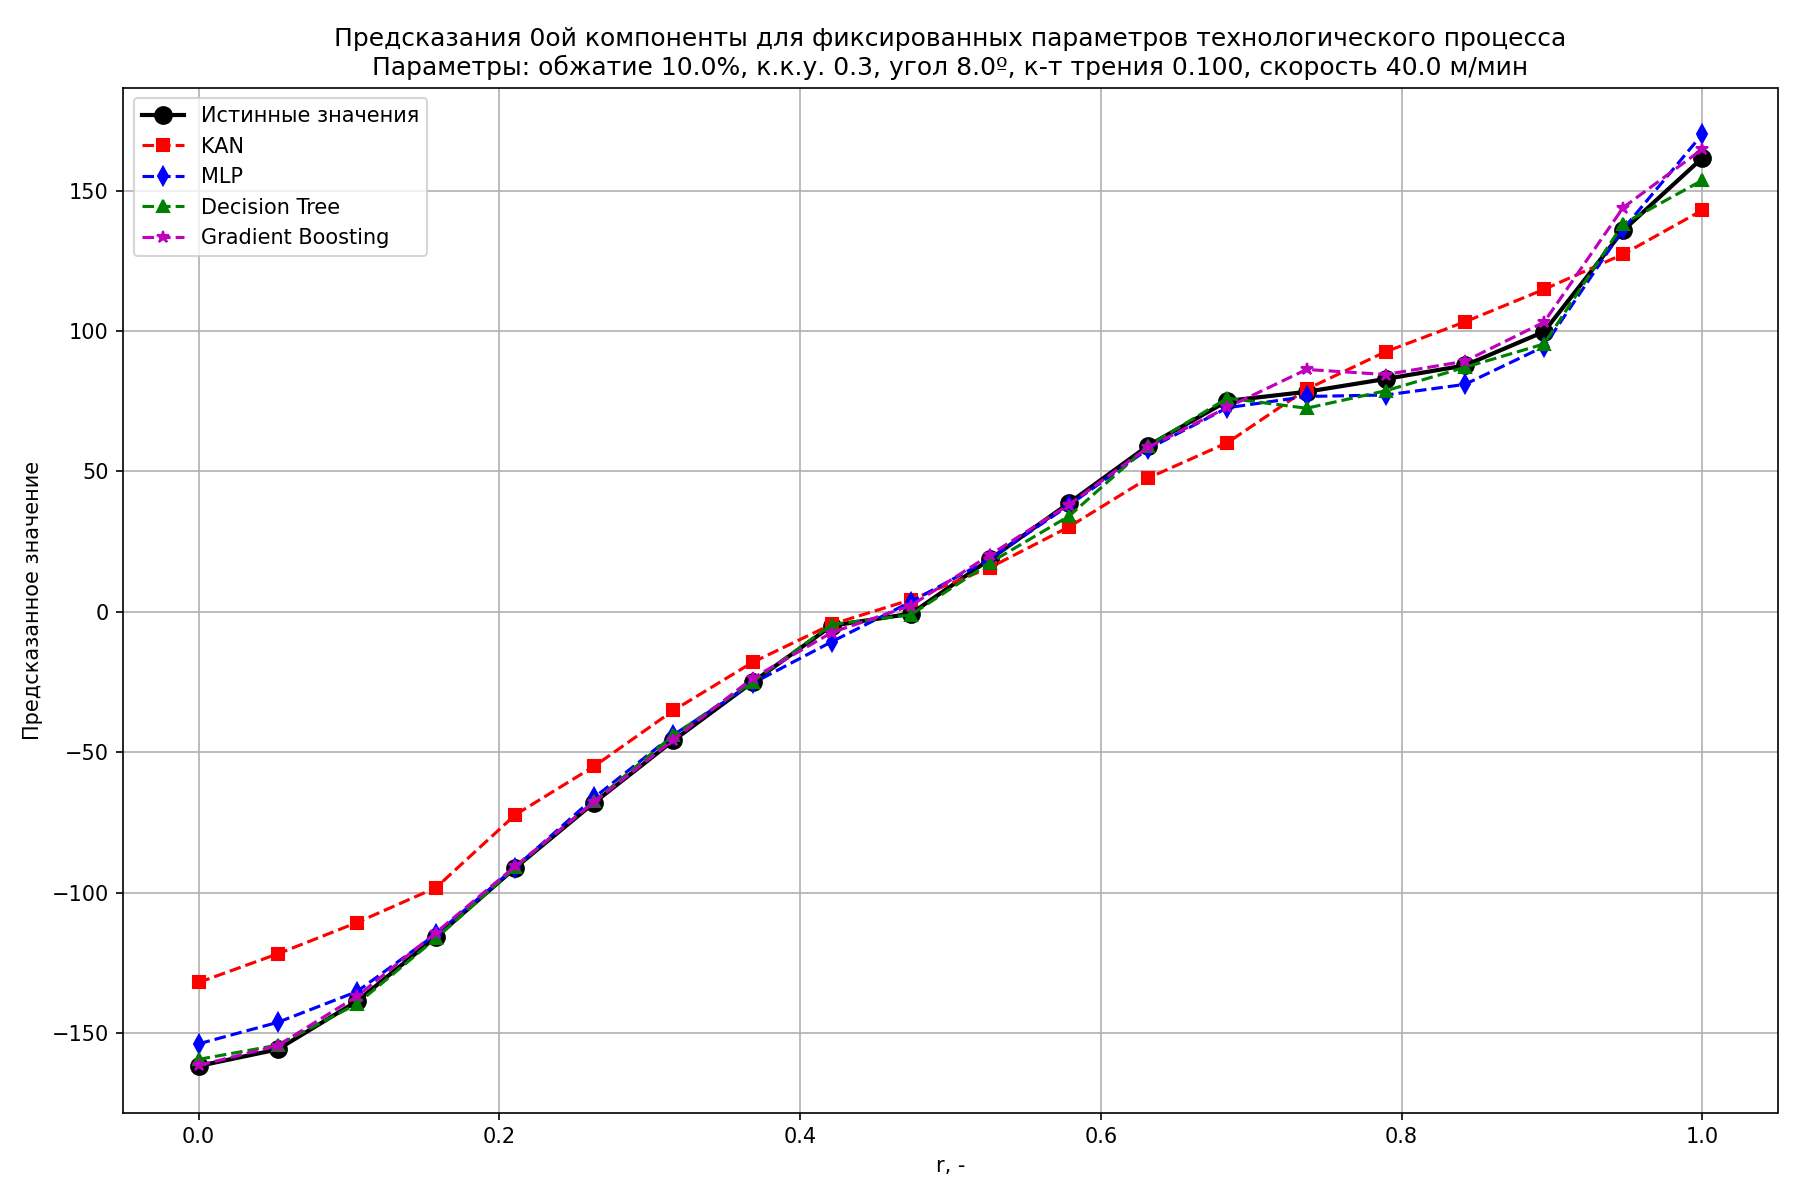 Предсказания 0ой компоненты для фиксированных параметров технологического процесса
Параметры: обжатие 10.0%, к.к.у. 0.3, угол 8.0º, к-т трения 0.100, скорость 40.0 м/мин
Истинные значения
KAN
MLP
Decision Tree
Gradient Boosting
Предсказанное значение
150
100
50
0
−50
−100
−150
0.0
0.2
0.4
0.6
0.8
1.0
r, -